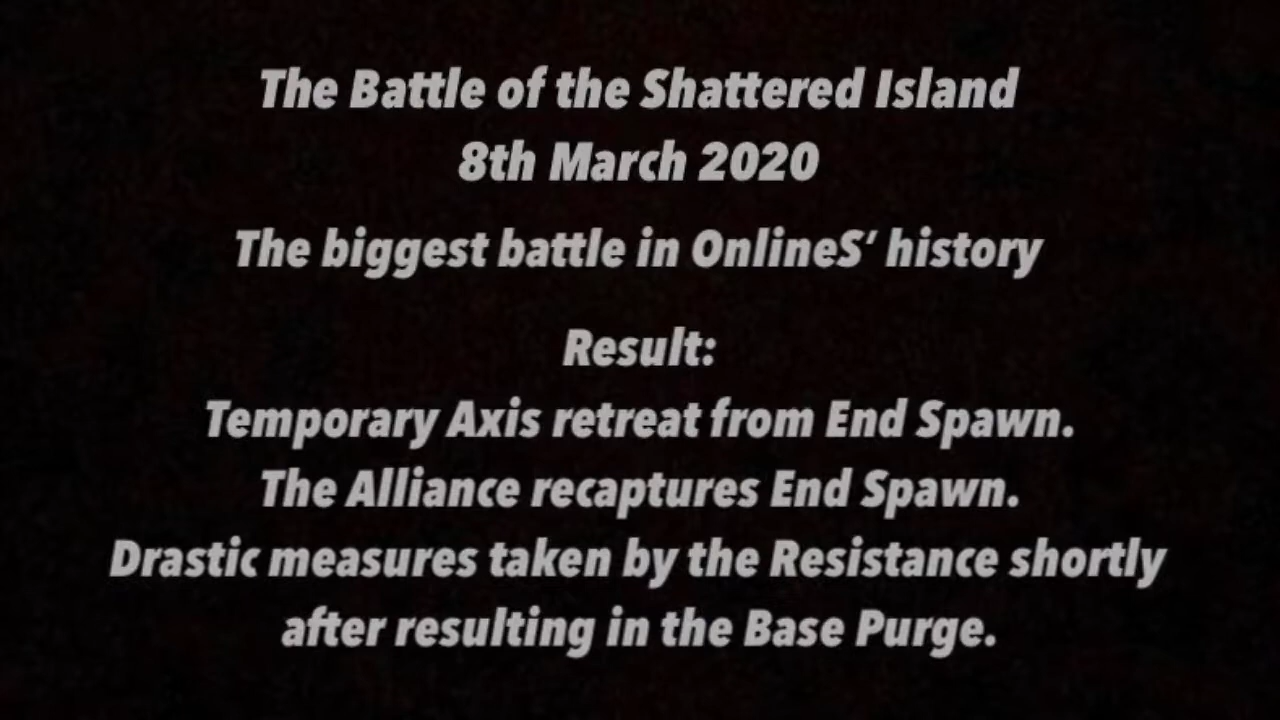 The Battle of the Shattered Island
8th March 2020
The biggest battle in OnlineS’ history
Result:
Temporary Axis retreat from End Spawn.
The Alliance recaptures End Spawn.
Drastic measures taken by the Resistance shortly
after resulting in the Base Purge.